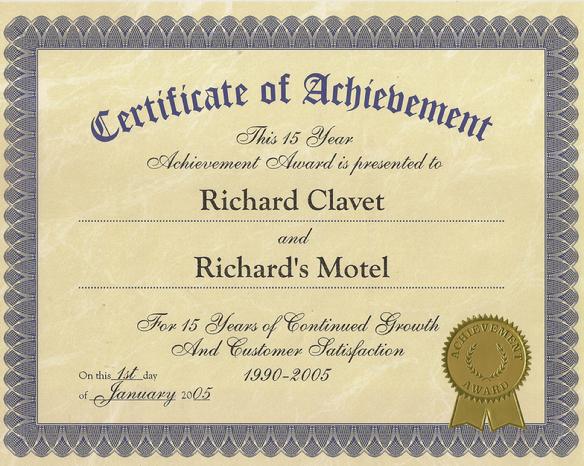 Certificate of Achievement
This 15 Year
Achievement Award is presented to
Richard Clavet
and
Richard's Motel
For 15 Years of Continued Growth
And Customer Satisfaction
1990-2005
On this 1st day
of January 2005
ACHIEVEMENT
AWARD